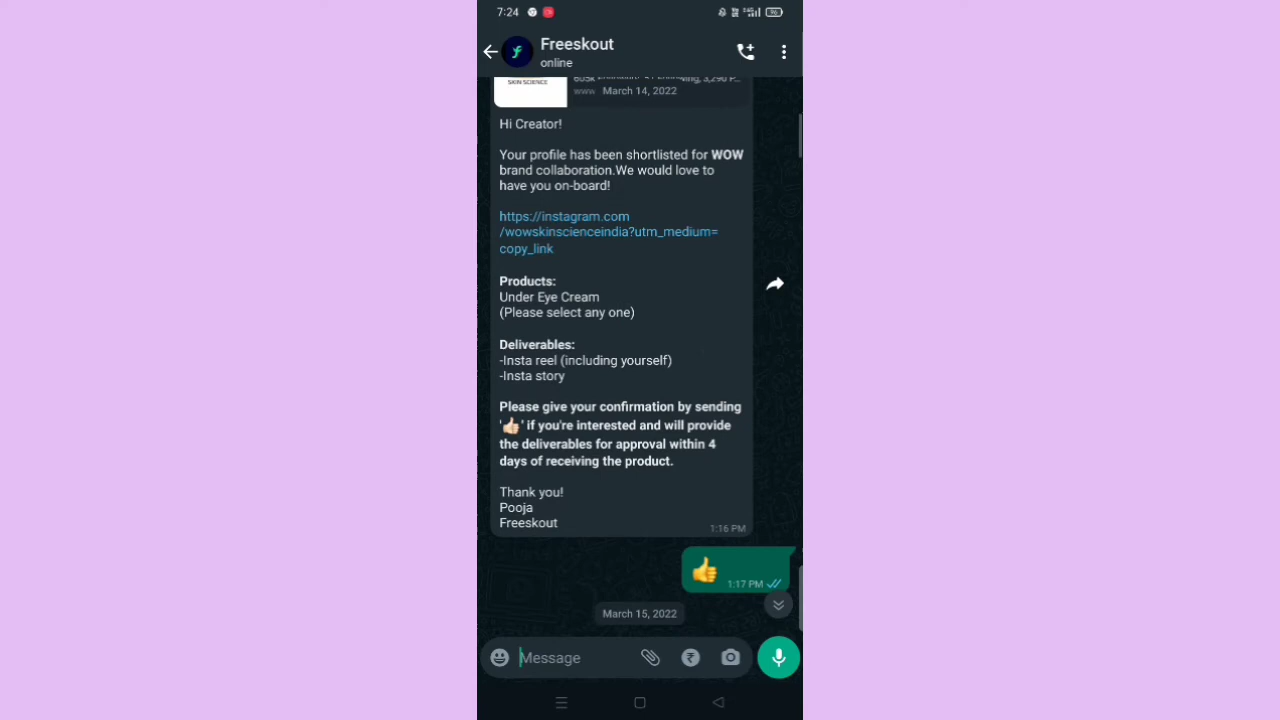 7:24
96
Freeskout
online
SKIN SCIENCE
www
March 14, 2022
Hi Creator!
Your profile has been shortlisted for WOW
brand collaboration.We would love to
have you on-board!
https://instagram.com
/wowskinscienceindia?utm_medium=
copy_link
Products:
Under Eye Cream
(Please select any one)
Deliverables:
-Insta reel (including yourself)
-Insta story
Please give your confirmation by sending
'👍🏻' if you're interested and will provide
the deliverables for approval within 4
days of receiving the product.
Thank you!
Pooja
Freeskout
1:16 PM
👍
1:17 PM
March 15, 2022
Message